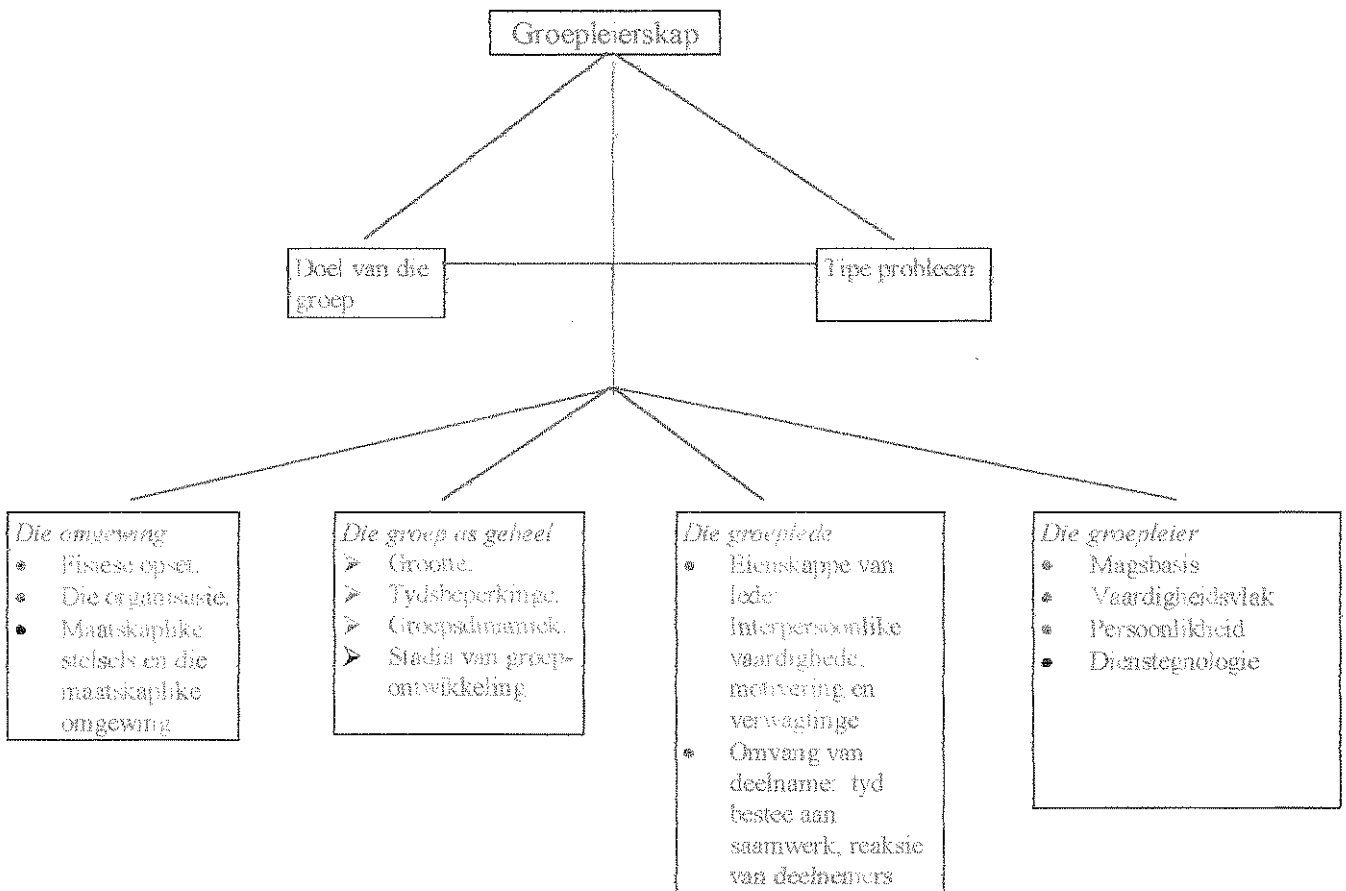 Groepleierskap
Doel van die
groep
Tipe probleem
Die omgewing
• Fisiese opset.
• Die organisasie.
• Maatskaplike
stelsels en die
maatskaplike
omgewing
Die groep as geheel
➢ Grootte.
➢ Tydsbeperkinge.
➢ Groepsdinamiek.
➢ Stadia van groep-
ontwikkeling
Die groeplede
• Eienskappe van
lede:
Interpersoonlike
vaardighede,
motivering en
verwagtinge
• Omvang van
deelname: tyd
bestee aan
saamwerk, reaksie
van deelnemers
Die groepleier
• Magsbasis
• Vaardigheidsvlak
• Persoonlikheid
• Dienstegnologie